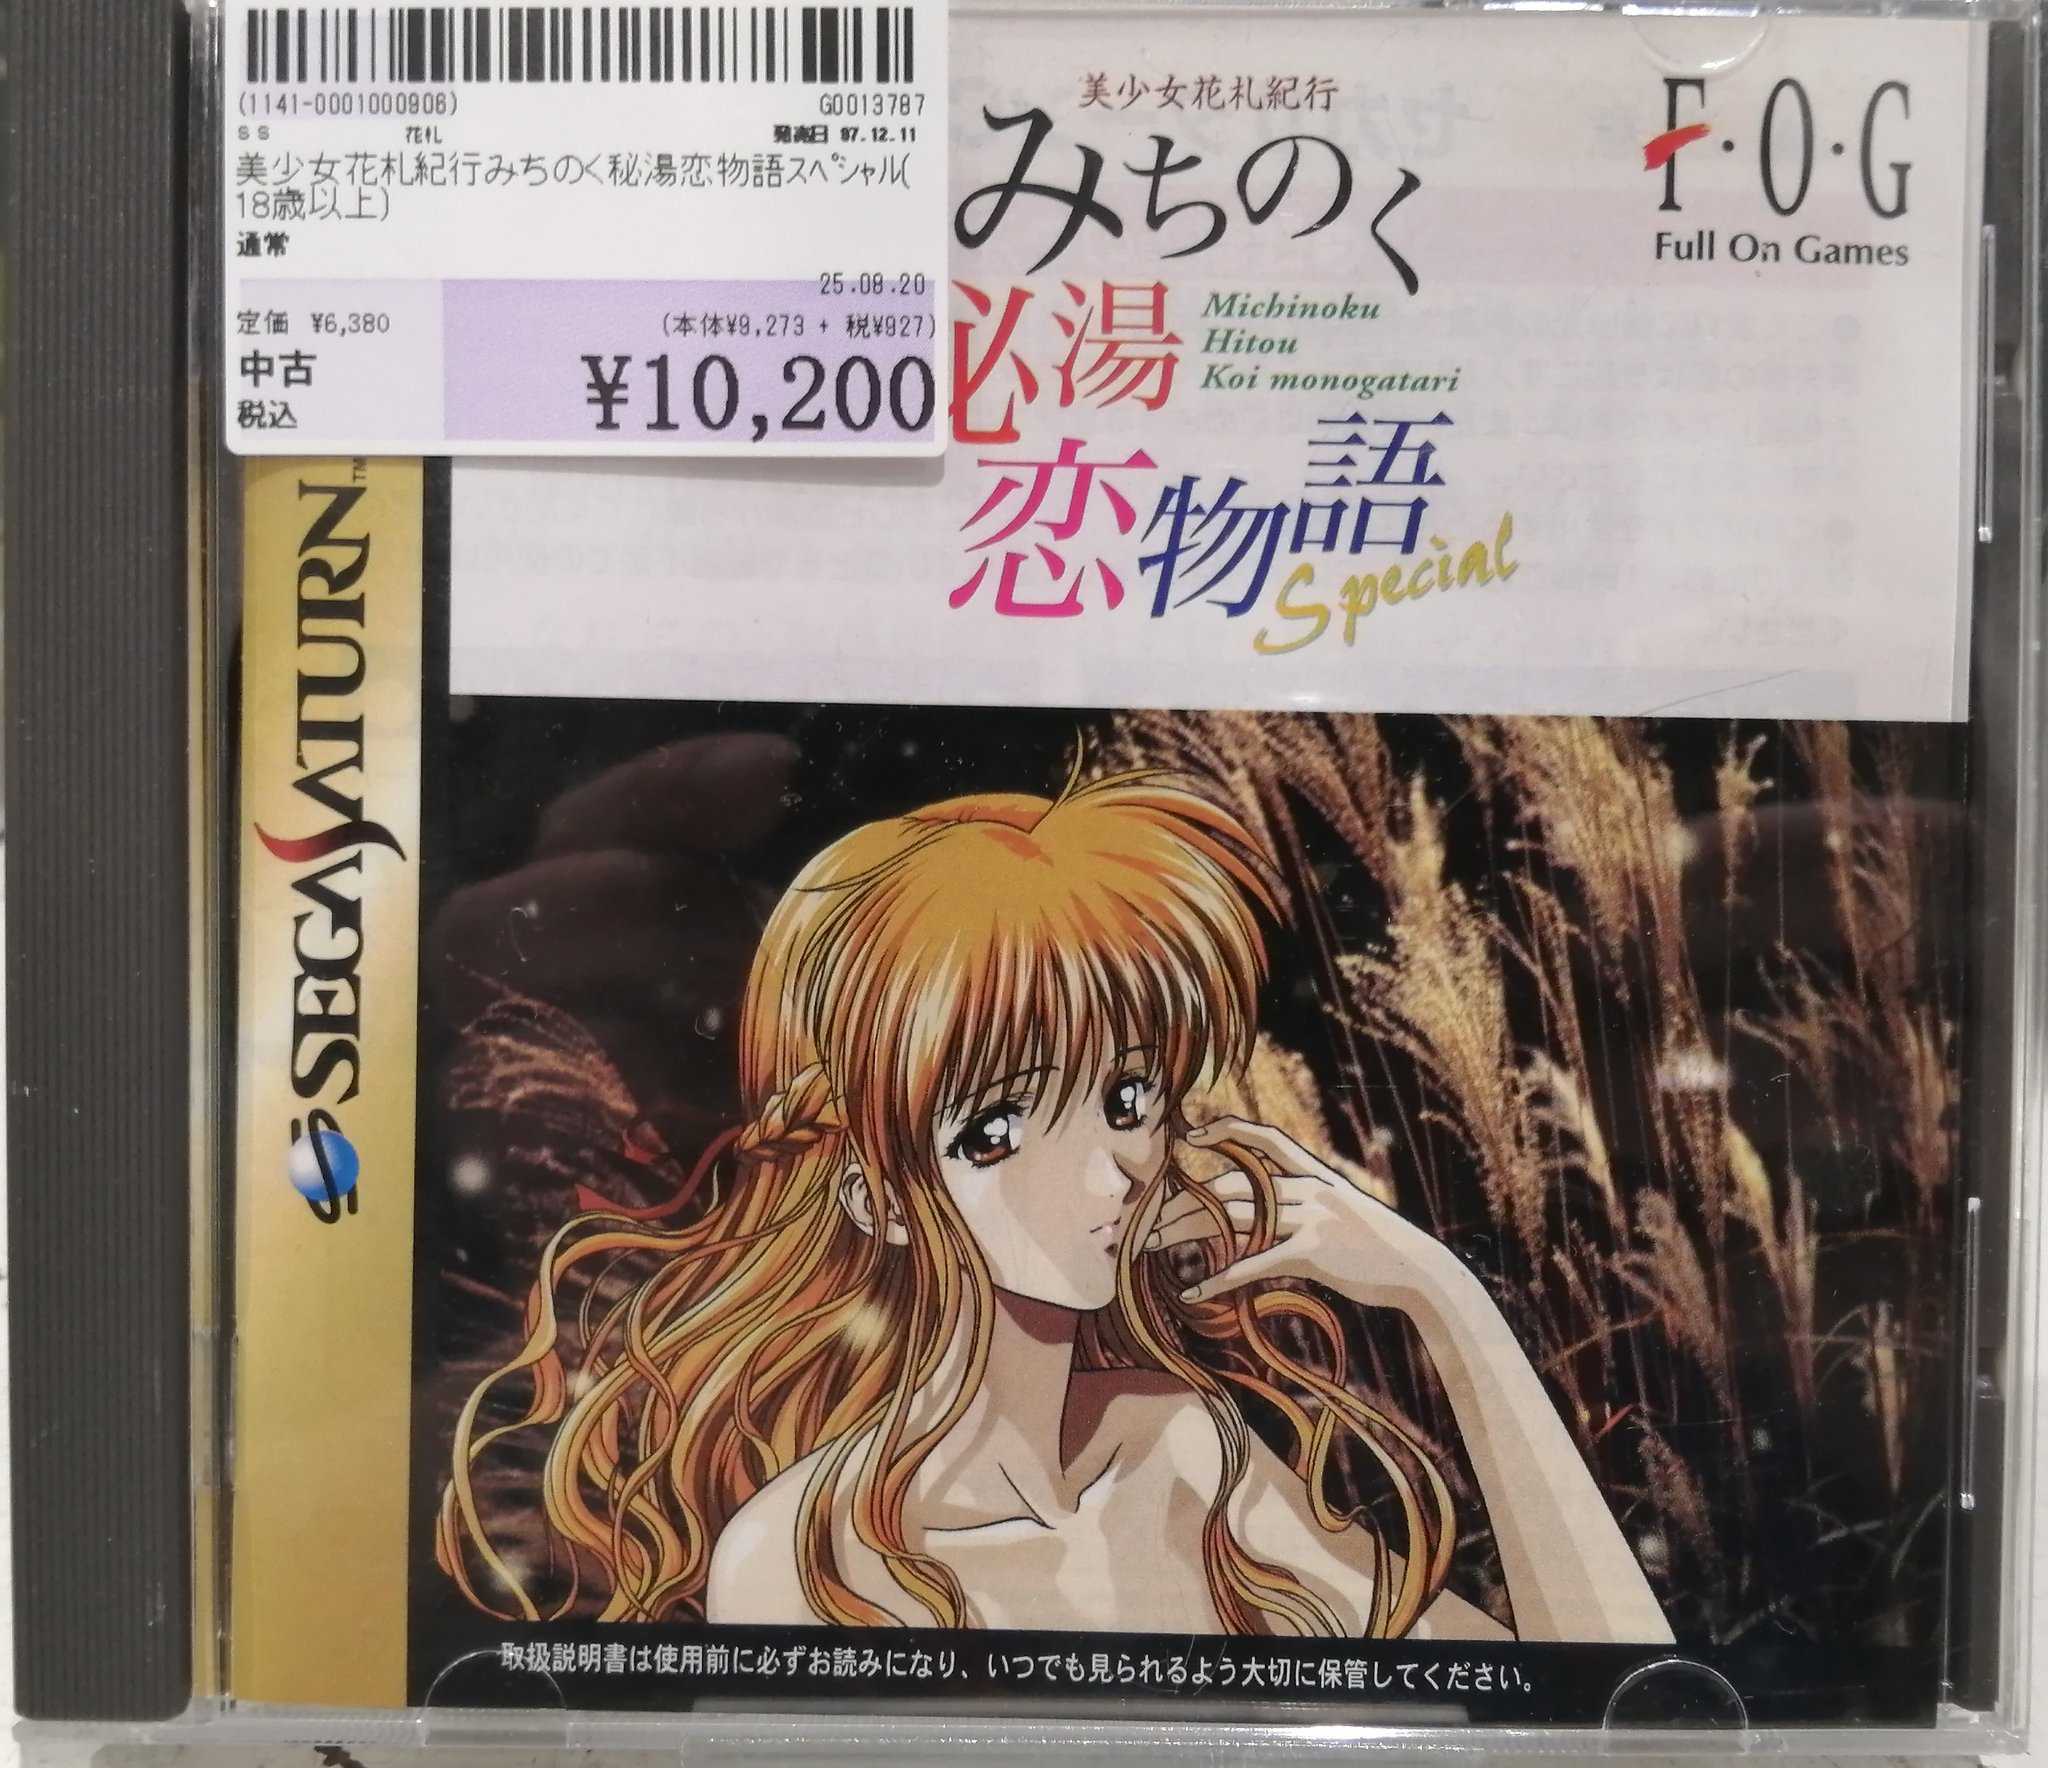 (1141-0001000906)
G0013787
SS 花札 発売日 97.12.11
美少女花札紀行みちのく秘湯恋物語スペシャル(
18歳以上)
通常
25.08.20
定価 ¥6,380 (本体¥9,273 + 税¥927)
中古
税込
¥10,200
美少女花札紀行
みちのく
秘湯
恋物語
Special
Michinoku
Hitou
Koi monogatari
F・O・G
Full On Games
SEGA SATURN™
取扱説明書は使用前に必ずお読みになり、いつでも見られるよう大切に保管してください。